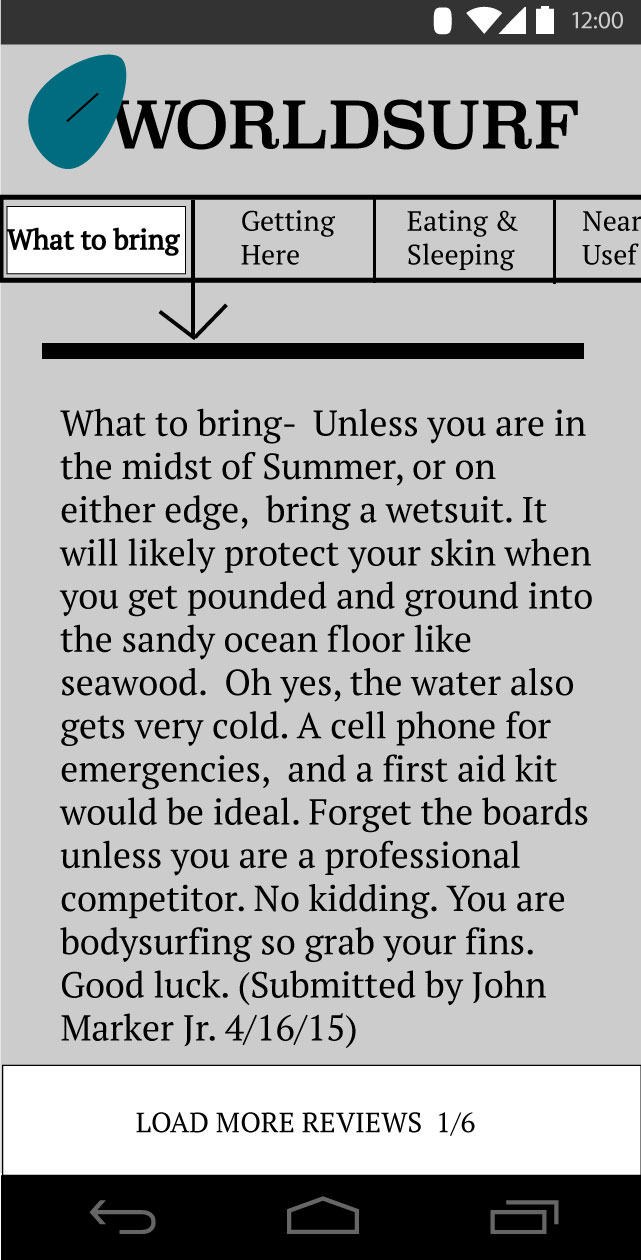 12:00
WORLDSURF
What to bring
Getting
Here
Eating &
Sleeping
Near
Usef
What to bring-  Unless you are in
the midst of Summer, or on
either edge,  bring a wetsuit. It
will likely protect your skin when
you get pounded and ground into
the sandy ocean floor like
seawood.  Oh yes, the water also
gets very cold. A cell phone for
emergencies,  and a first aid kit
would be ideal. Forget the boards
unless you are a professional
competitor. No kidding. You are
bodysurfing so grab your fins.
Good luck. (Submitted by John
Marker Jr. 4/16/15)
LOAD MORE REVIEWS  1/6